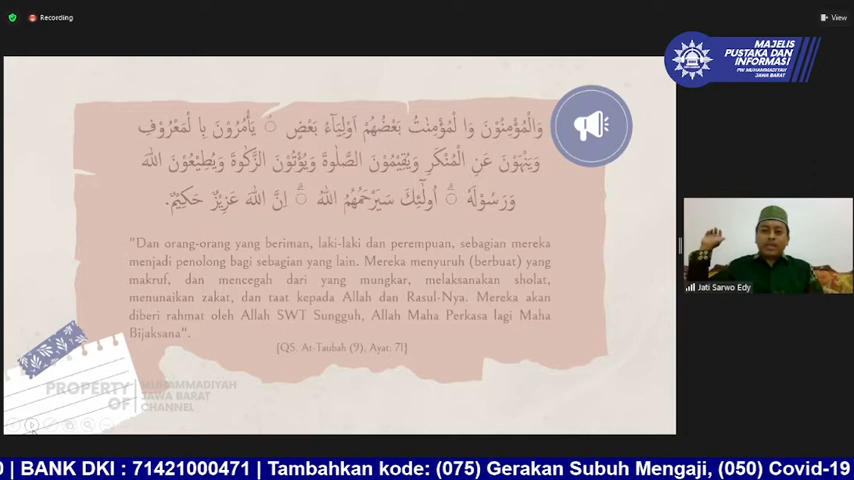 Recording
View
MAJELIS
PUSTAKA DAN
INFORMASI
PW MUHAMMADIYAH
JAWA BARAT
وَالْمُؤْمِنُوْنَ وَا لْمُؤْمِنٰتُ بَعْضُهُمْ اَوْلِيَآءُ بَعْضٍ ۘ يَأْمُرُوْنَ بِا لْمَعْرُوْفِ
وَيَنْهَوْنَ عَنِ الْمُنْكَرِ وَيُقِيْمُوْنَ الصَّلٰوةَ وَيُؤْتُوْنَ الزَّكٰوةَ وَيُطِيْعُوْنَ اللّٰهَ
وَرَسُوْلَهٗ ۗ اُولٰٓئِكَ سَيَرْحَمُهُمُ اللّٰهُ ۗ اِنَّ اللّٰهَ عَزِيْزٌ حَكِيْمٌ.
"Dan orang-orang yang beriman, laki-laki dan perempuan, sebagian mereka
menjadi penolong bagi sebagian yang lain. Mereka menyuruh (berbuat) yang
makruf, dan mencegah dari yang mungkar, melaksanakan sholat,
menunaikan zakat, dan taat kepada Allah dan Rasul-Nya. Mereka akan
diberi rahmat oleh Allah SWT Sungguh, Allah Maha Perkasa lagi Maha
Bijaksana".
[QS. At-Taubah (9), Ayat: 71]
Jati Sarwo Edy
PROPERTY OF
MUHAMMADIYAH
JAWA BARAT
CHANNEL
0 | BANK DKI : 71421000471 | Tambahkan kode: (075) Gerakan Subuh Mengaji, (050) Covid-19